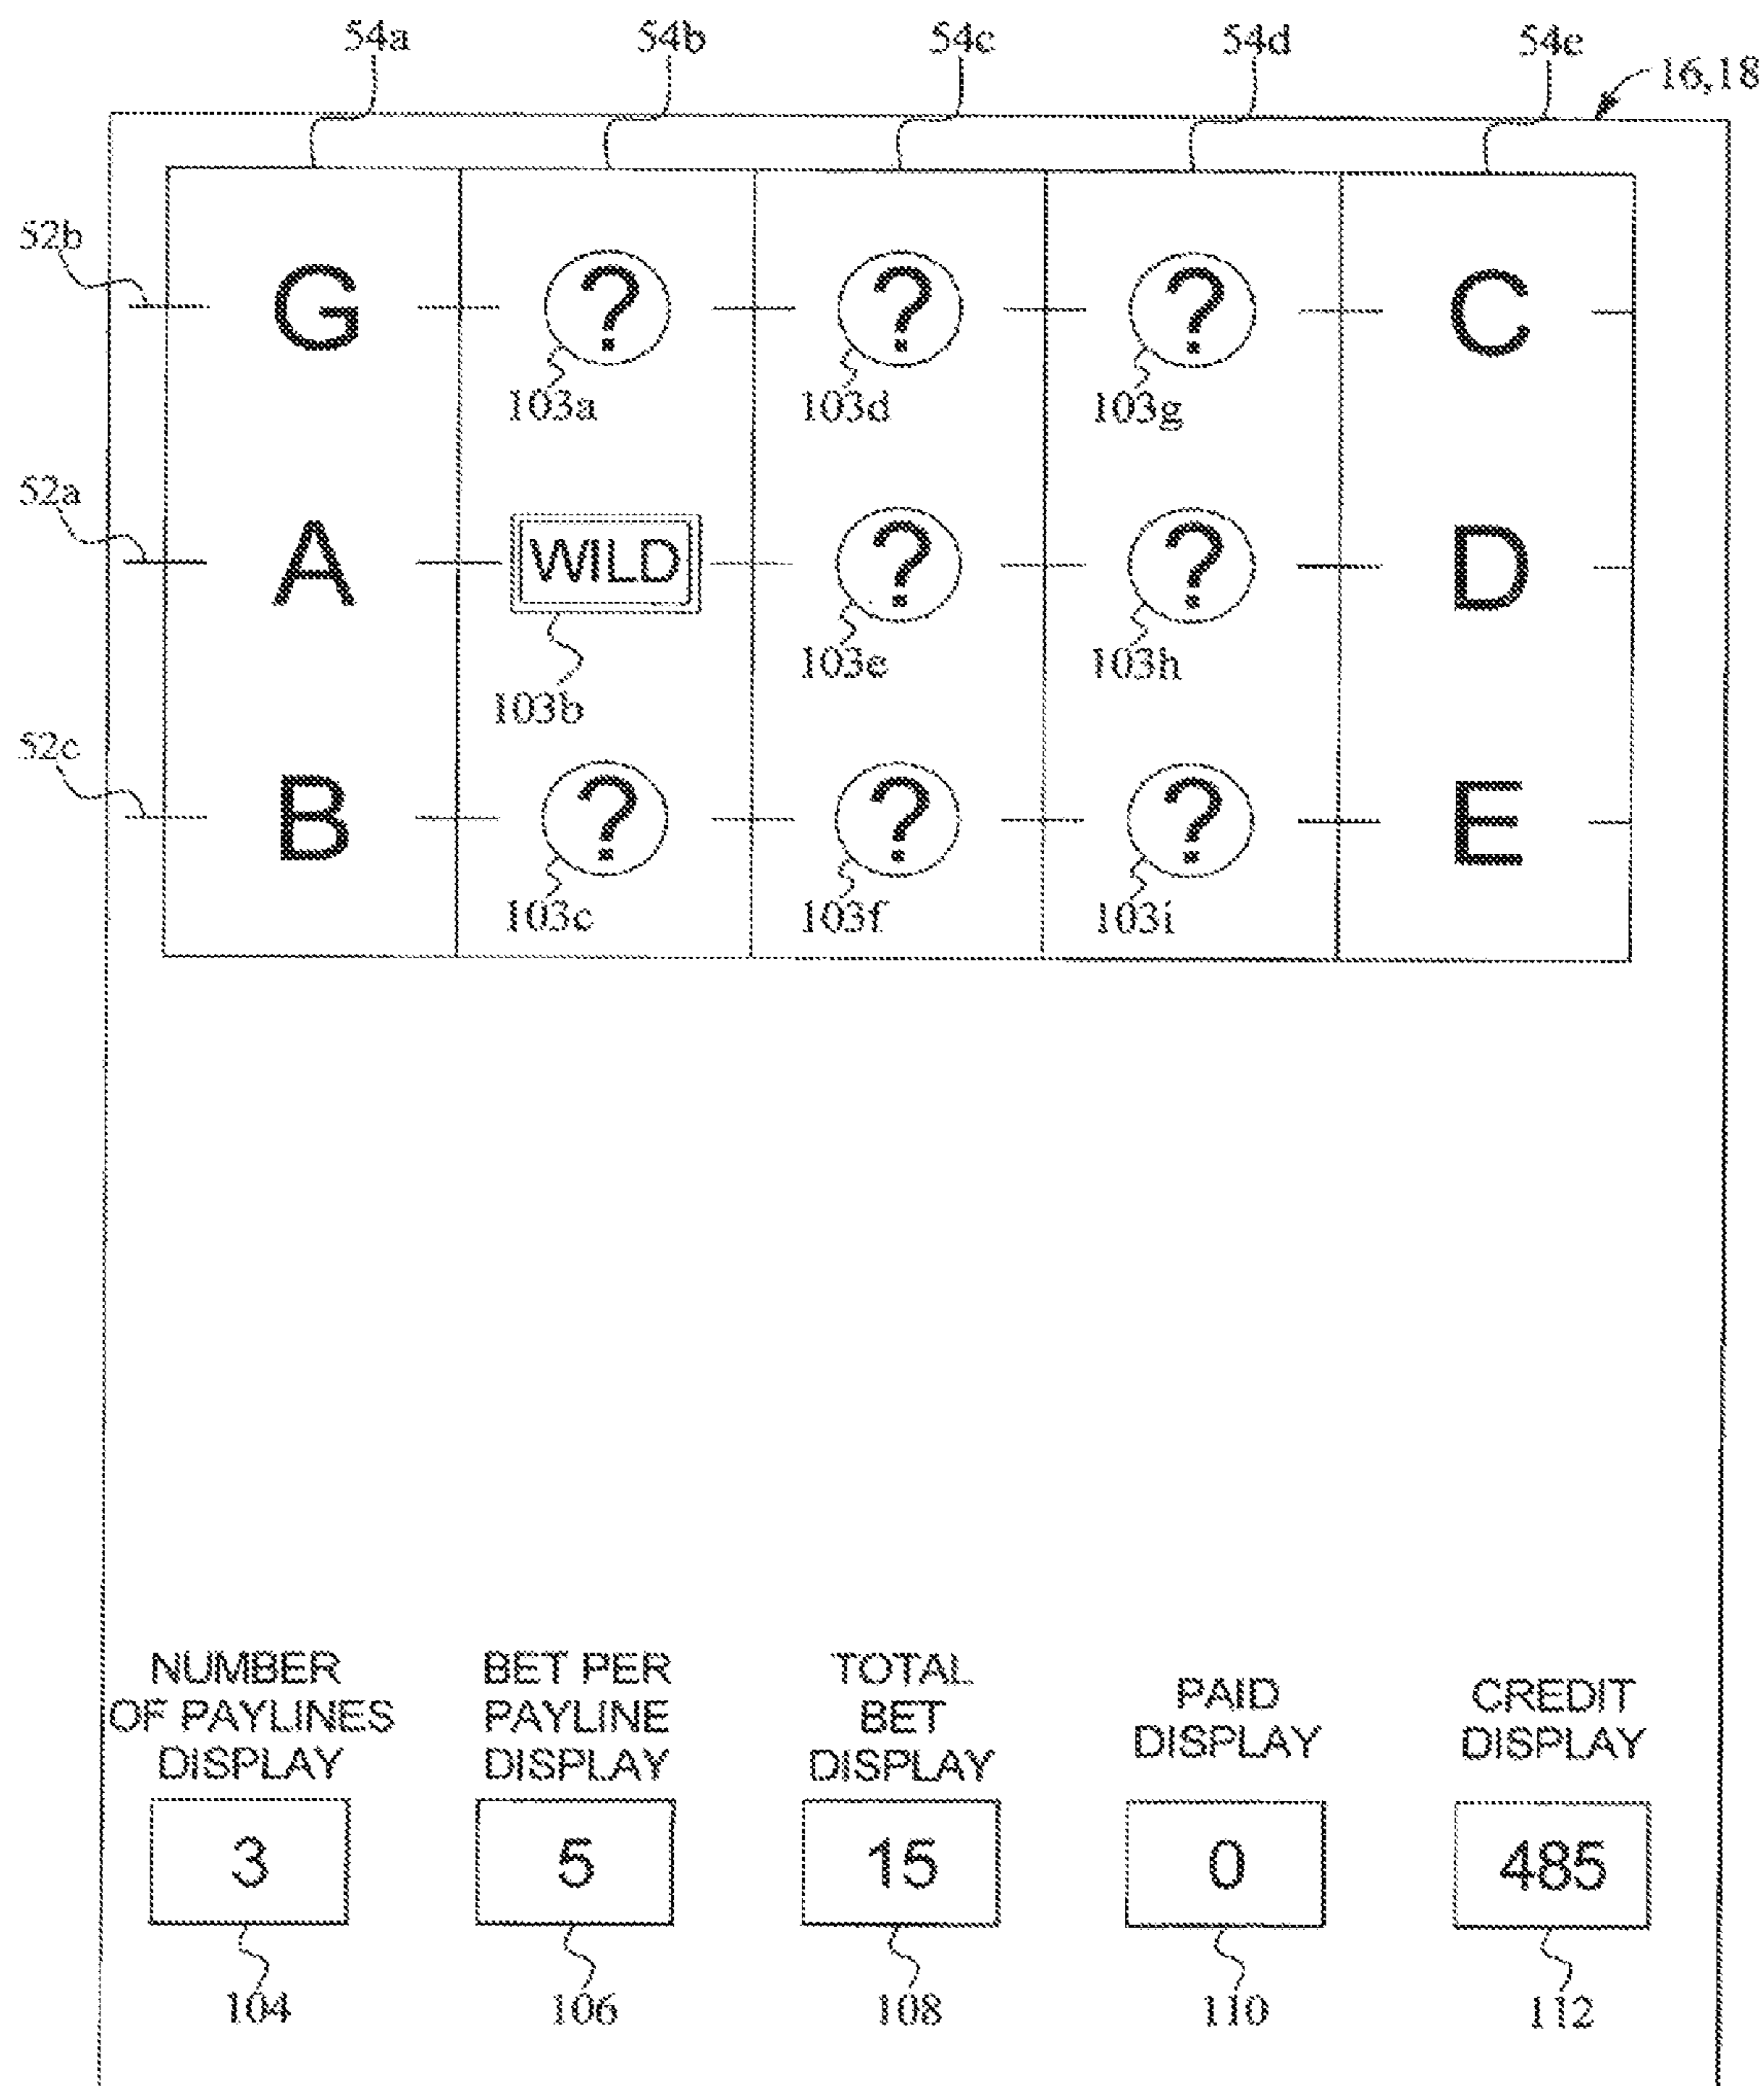 54a 54b 54c 54d 54e
16,18
52b
G ? ? ? C
103a 103d 103g
52a
A WILD ? ? D
103e 103h
103b
52c
B ? ? ? E
103c 103f 103i
NUMBER
OF PAYLINES
DISPLAY
3
104
BET PER
PAYLINE
DISPLAY
5
106
TOTAL
BET
DISPLAY
15
108
PAID
DISPLAY
0
110
CREDIT
DISPLAY
485
112